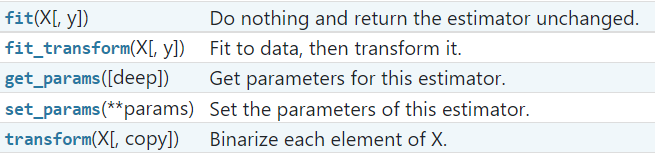 fit(X[, y]) Do nothing and return the estimator unchanged.
fit_transform(X[, y]) Fit to data, then transform it.
get_params([deep]) Get parameters for this estimator.
set_params(**params) Set the parameters of this estimator.
transform(X[, copy]) Binarize each element of X.